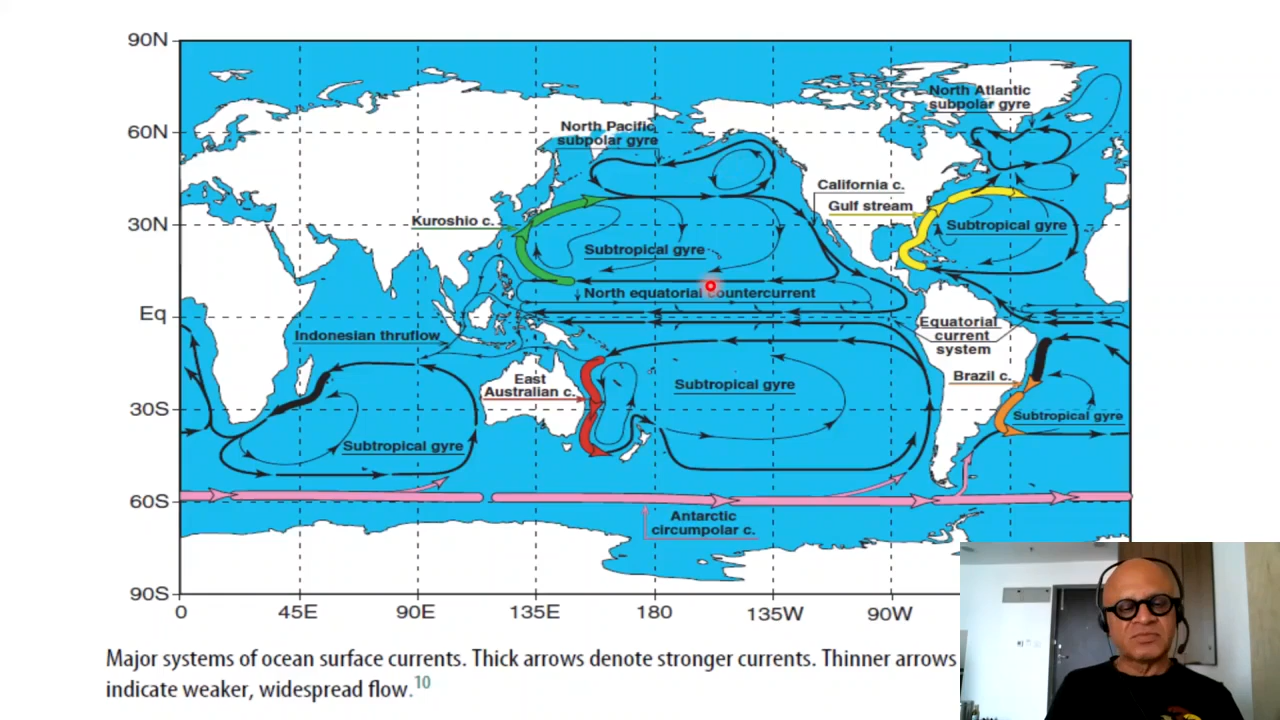 90N
60N
30N
Eq
30S
60S
90S
0
45E
90E
135E
180
135W
90W
North Atlantic
subpolar gyre
North Pacific
subpolar gyre
California c.
Gulf stream
Kuroshio c.
Subtropical gyre
Subtropical gyre
North equatorial countercurrent
Indonesian thruflow
Equatorial
current
system
East
Australian c.
Subtropical gyre
Brazil c.
Subtropical gyre
Subtropical gyre
Antarctic
circumpolar c.
Major systems of ocean surface currents. Thick arrows denote stronger currents. Thinner arrows
indicate weaker, widespread flow.10